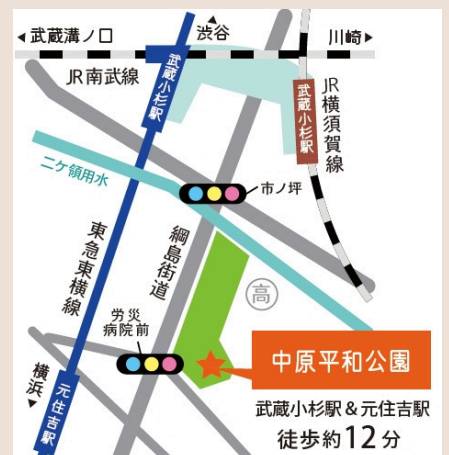 ◀武蔵溝ノ口
▲
渋谷
川崎▶
JR南武線
武蔵小杉駅
武蔵小杉駅
JR横須賀線
二ケ領用水
市ノ坪
東急東横線
綱島街道
高
労災
病院前
中原平和公園
横浜▼
元住吉駅
武蔵小杉駅&元住吉駅
徒歩約12分